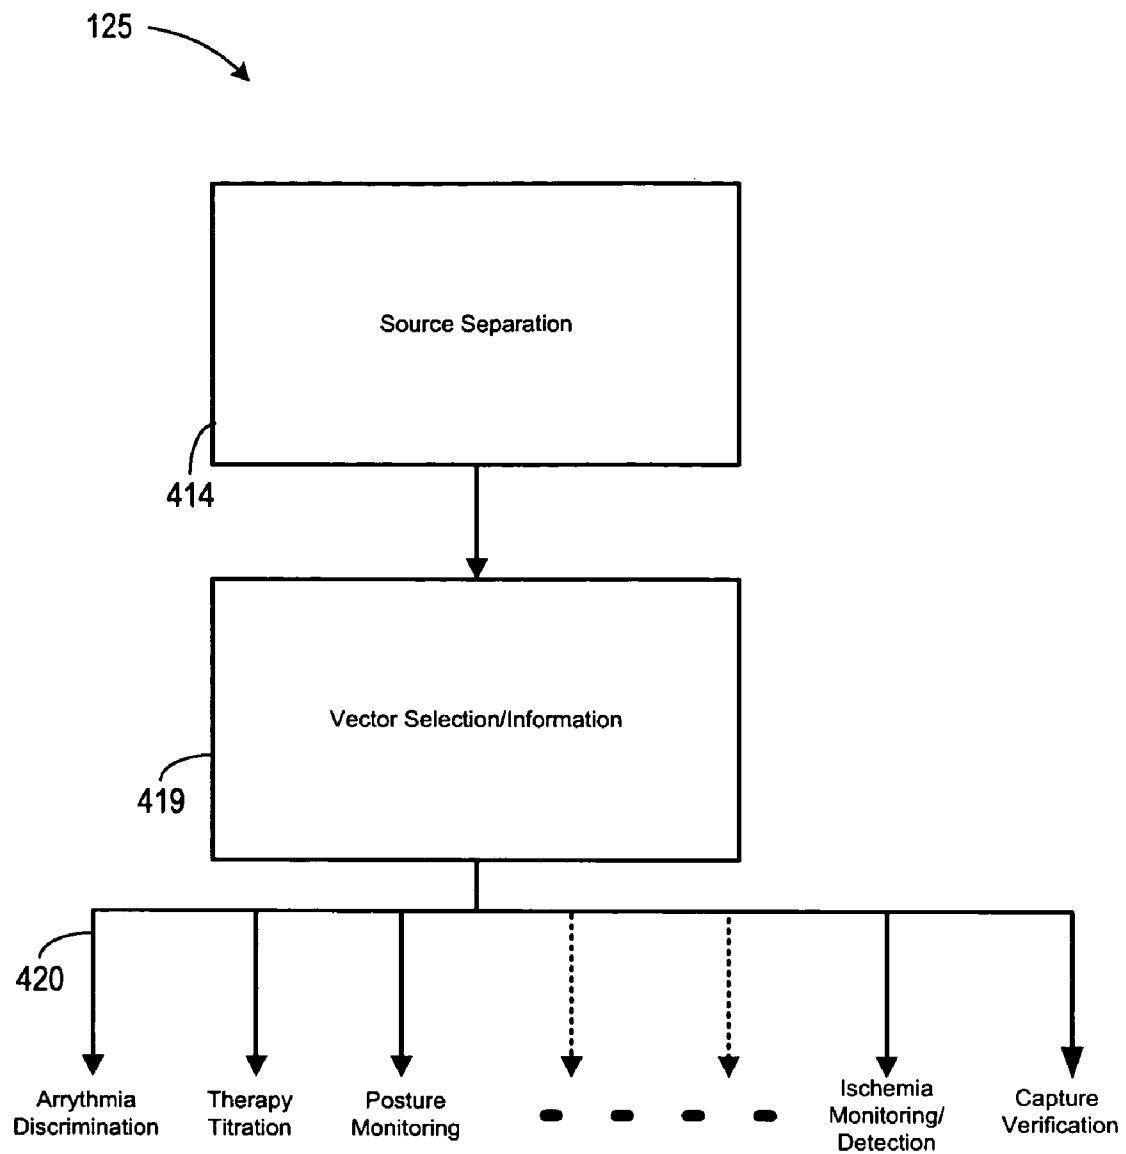 125
Source Separation
414
Vector Selection/Information
419
420
Arrythmia
Discrimination
Therapy
Titration
Posture
Monitoring
Ischemia
Monitoring/
Detection
Capture
Verification